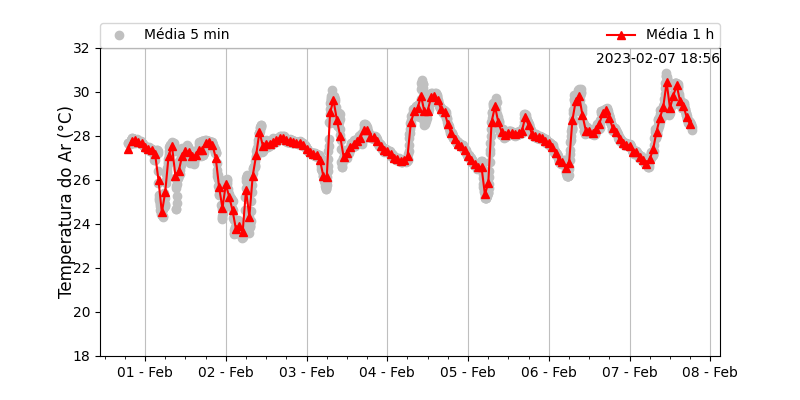 Média 5 min
Média 1 h
2023-02-07 18:56
Temperatura do Ar (°C)
32
30
28
26
24
22
20
18
01 - Feb
02 - Feb
03 - Feb
04 - Feb
05 - Feb
06 - Feb
07 - Feb
08 - Feb